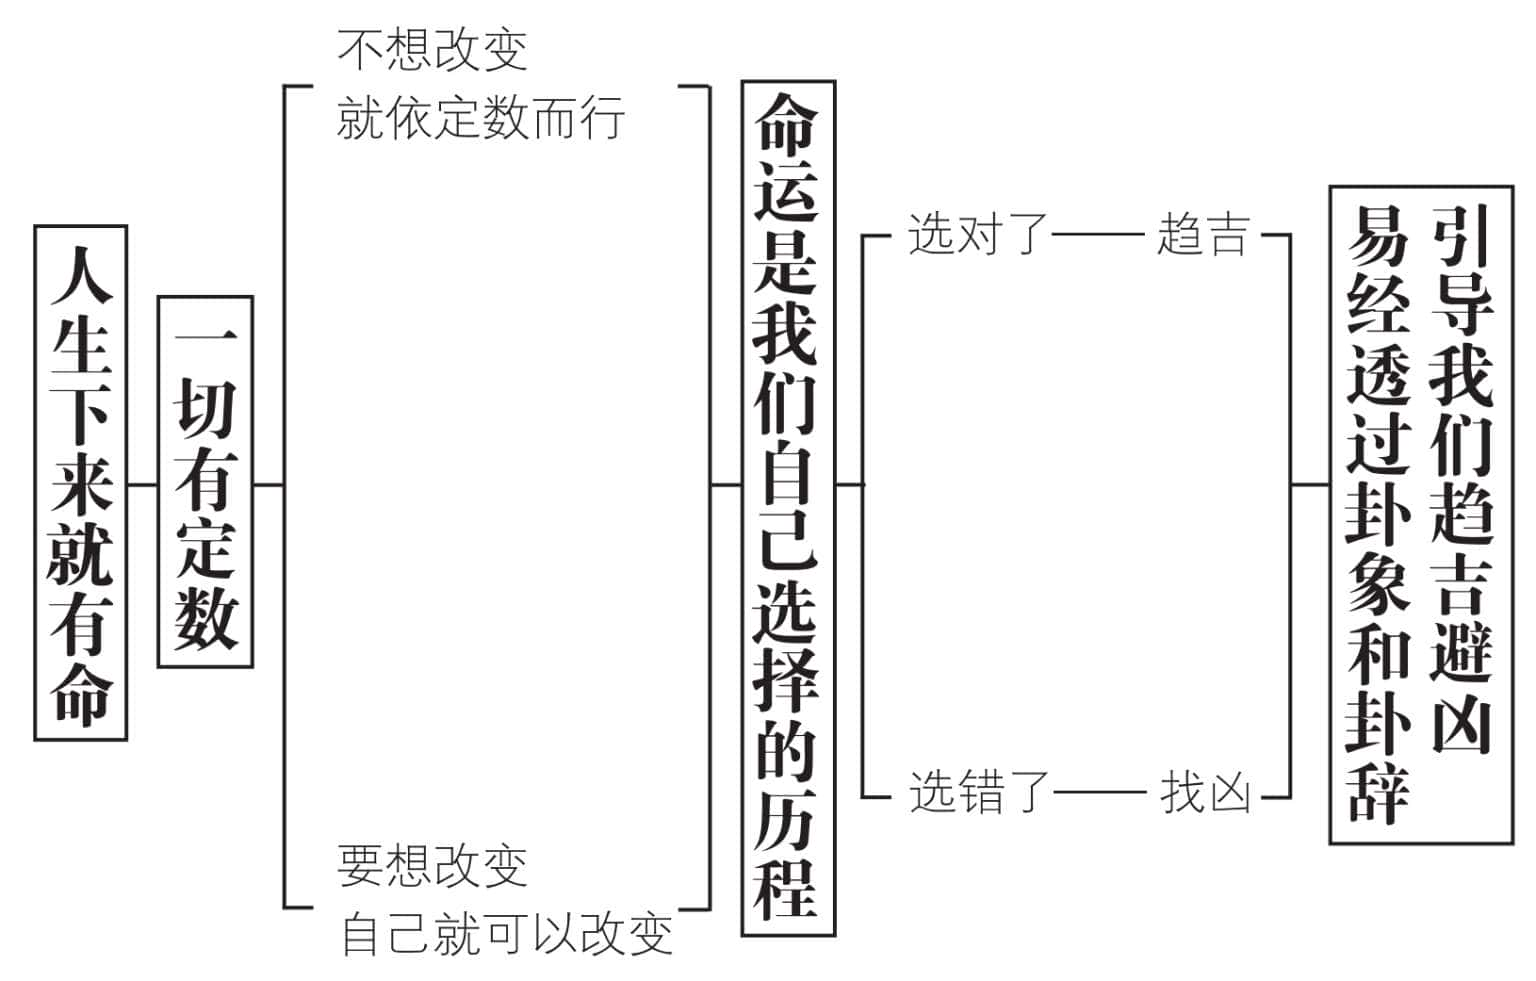 人生下来就有命
一切有定数
不想改变
就依定数而行
要想改变
自己就可以改变
命运是我们自己选择的历程
选对了
趋吉
选错了
找凶
易经透过卦象和卦辞
引导我们趋吉避凶